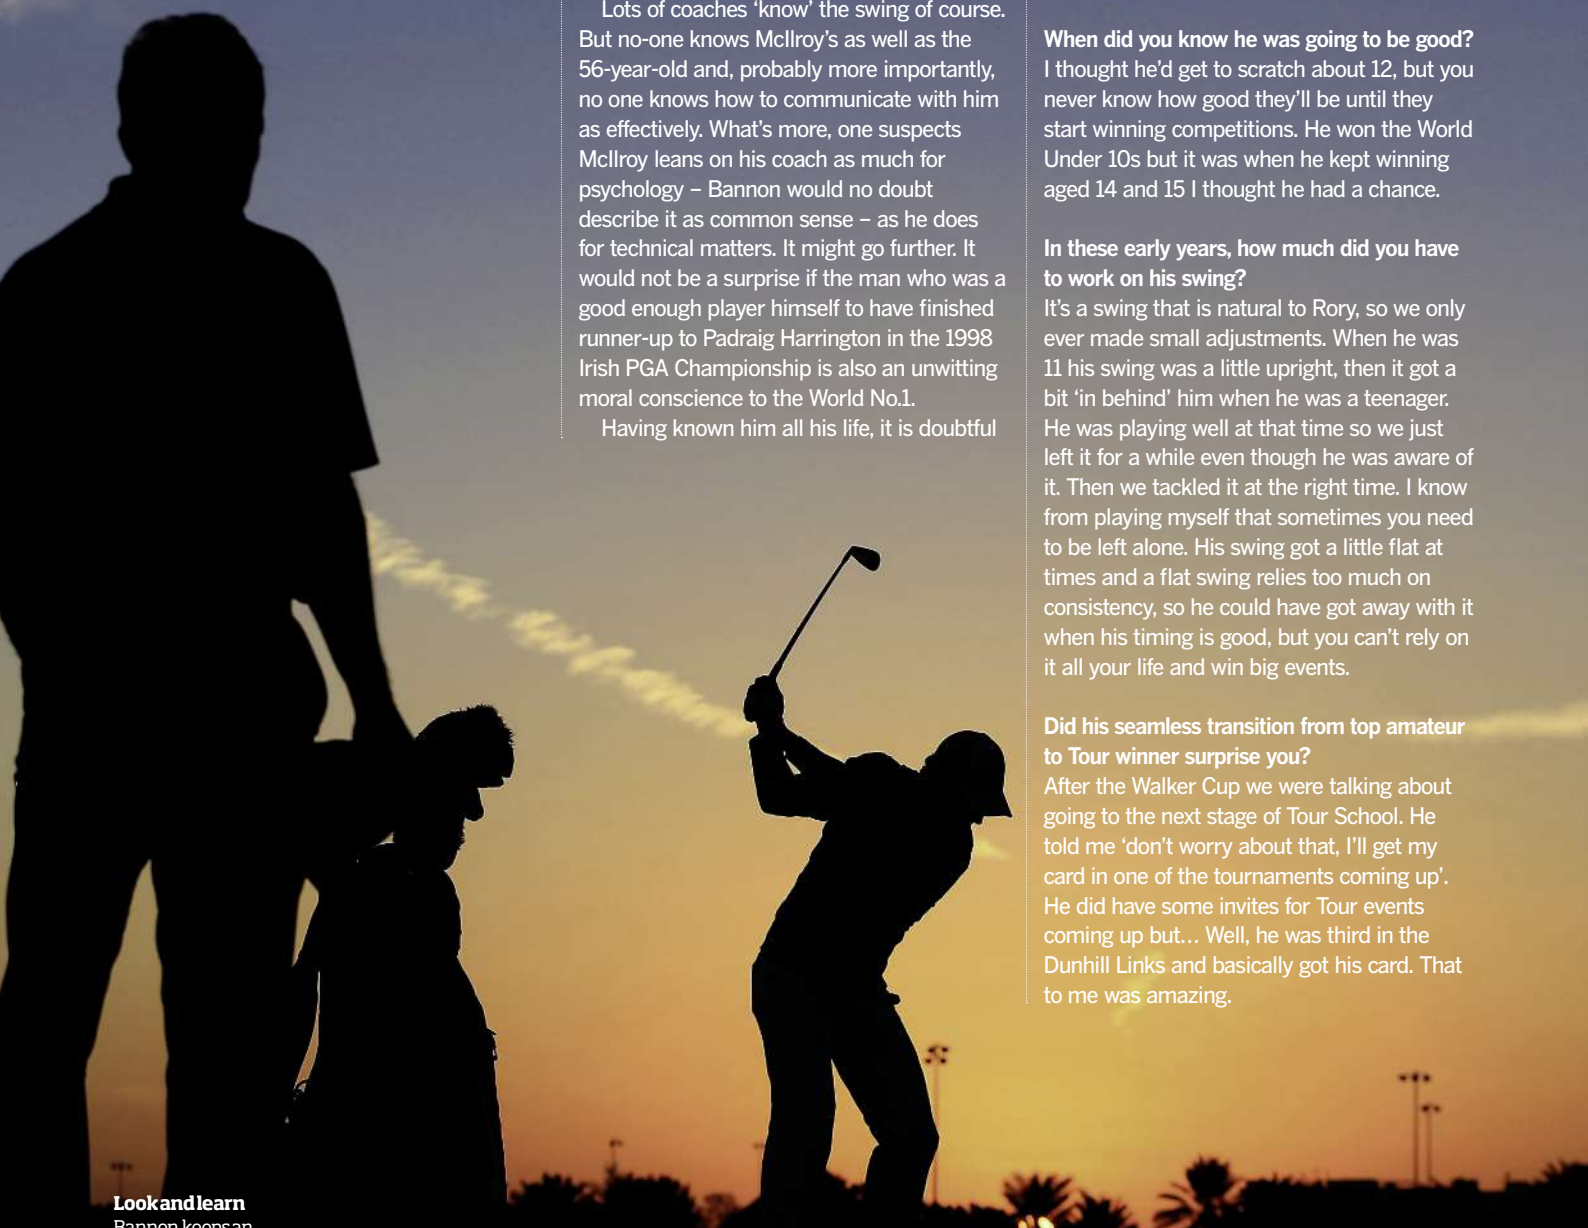 Lots of coaches ‘know’ the swing of course.
But no-one knows McIlroy’s as well as the
56-year-old and, probably more importantly,
no one knows how to communicate with him
as effectively. What’s more, one suspects
McIlroy leans on his coach as much for
psychology – Bannon would no doubt
describe it as common sense – as he does
for technical matters. It might go further. It
would not be a surprise if the man who was a
good enough player himself to have finished
runner-up to Padraig Harrington in the 1998
Irish PGA Championship is also an unwitting
moral conscience to the World No.1.
Having known him all his life, it is doubtful
When did you know he was going to be good?
I thought he’d get to scratch about 12, but you
never know how good they’ll be until they
start winning competitions. He won the World
Under 10s but it was when he kept winning
aged 14 and 15 I thought he had a chance.
In these early years, how much did you have
to work on his swing?
It’s a swing that is natural to Rory, so we only
ever made small adjustments. When he was
11 his swing was a little upright, then it got a
bit ‘in behind’ him when he was a teenager.
He was playing well at that time so we just
left it for a while even though he was aware of
it. Then we tackled it at the right time. I know
from playing myself that sometimes you need
to be left alone. His swing got a little flat at
times and a flat swing relies too much on
consistency, so he could have got away with it
when his timing is good, but you can’t rely on
it all your life and win big events.
Did his seamless transition from top amateur
to Tour winner surprise you?
After the Walker Cup we were talking about
going to the next stage of Tour School. He
told me ‘don’t worry about that, I’ll get my
card in one of the tournaments coming up’.
He did have some invites for Tour events
coming up but… Well, he was third in the
Dunhill Links and basically got his card. That
to me was amazing.
Look and learn
Bannon keeps an